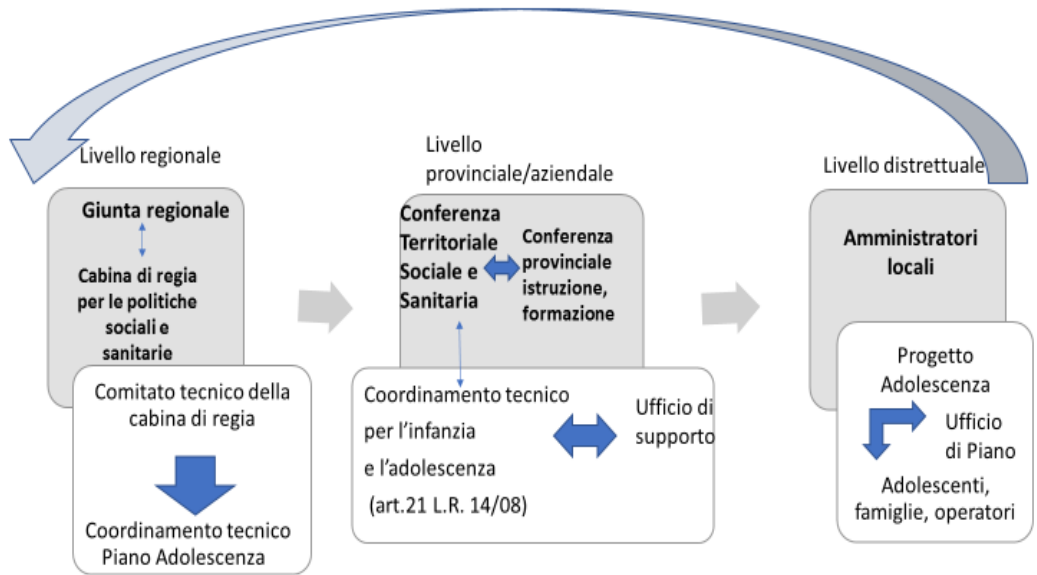 Livello regionale
Giunta regionale
Cabina di regia
per le politiche
sociali e
sanitarie
Comitato tecnico della
cabina di regia
Coordinamento tecnico
Piano Adolescenza
Livello
provinciale/aziendale
Conferenza
Territoriale
Sociale e
Sanitaria
Conferenza
provinciale
istruzione,
formazione
Coordinamento tecnico
per l'infanzia
e l'adolescenza
(art.21 L.R. 14/08)
Ufficio di
supporto
Livello distrettuale
Amministratori
locali
Progetto
Adolescenza
Ufficio
di Piano
Adolescenti,
famiglie, operatori